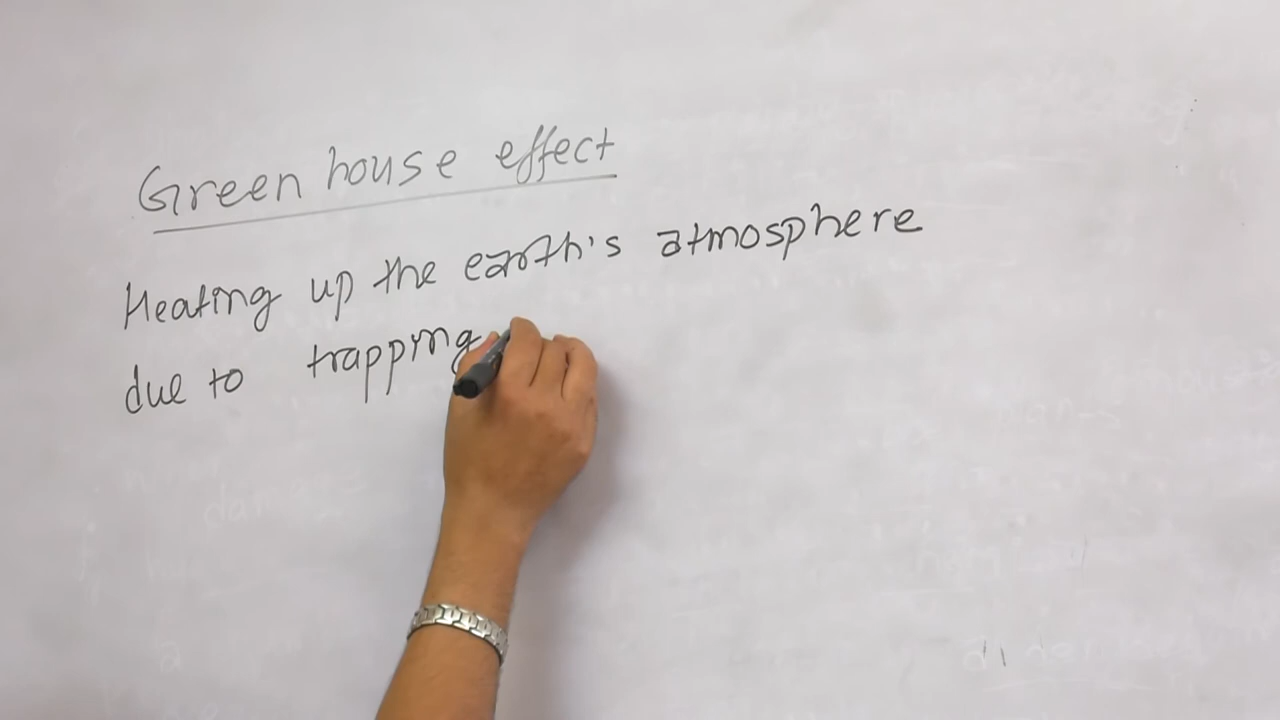 Green house effect
Heating up the earth's atmosphere
due to trapping